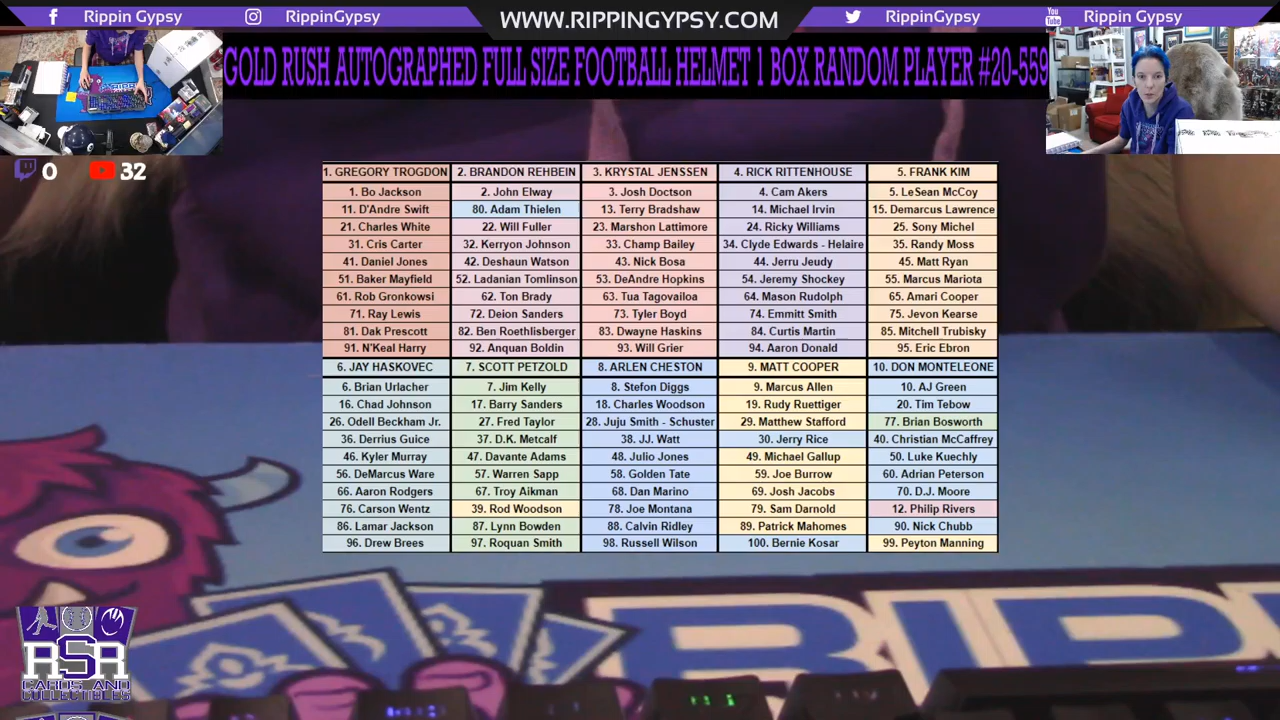 Rippin Gypsy
RippinGypsy
WWW.RIPPINGYPSY.COM
RippinGypsy
You Tube
Rippin Gypsy
GOLD RUSH AUTOGRAPHED FULL SIZE FOOTBALL HELMET 1 BOX RANDOM PLAYER #20-559
0
32
1. GREGORY TROGDON 2. BRANDON REHBEIN 3. KRYSTAL JENSSEN 4. RICK RITTENHOUSE 5. FRANK KIM
1. Bo Jackson 2. John Elway 3. Josh Doctson 4. Cam Akers 5. LeSean McCoy
11. D'Andre Swift 80. Adam Thielen 13. Terry Bradshaw 14. Michael Irvin 15. Demarcus Lawrence
21. Charles White 22. Will Fuller 23. Marshon Lattimore 24. Ricky Williams 25. Sony Michel
31. Cris Carter 32. Kerryon Johnson 33. Champ Bailey 34. Clyde Edwards - Helaire 35. Randy Moss
41. Daniel Jones 42. Deshaun Watson 43. Nick Bosa 44. Jerru Jeudy 45. Matt Ryan
51. Baker Mayfield 52. Ladanian Tomlinson 53. DeAndre Hopkins 54. Jeremy Shockey 55. Marcus Mariota
61. Rob Gronkowsi 62. Ton Brady 63. Tua Tagovailoa 64. Mason Rudolph 65. Amari Cooper
71. Ray Lewis 72. Deion Sanders 73. Tyler Boyd 74. Emmitt Smith 75. Jevon Kearse
81. Dak Prescott 82. Ben Roethlisberger 83. Dwayne Haskins 84. Curtis Martin 85. Mitchell Trubisky
91. N'Keal Harry 92. Anquan Boldin 93. Will Grier 94. Aaron Donald 95. Eric Ebron
6. JAY HASKOVEC 7. SCOTT PETZOLD 8. ARLEN CHESTON 9. MATT COOPER 10. DON MONTELEONE
6. Brian Urlacher 7. Jim Kelly 8. Stefon Diggs 9. Marcus Allen 10. AJ Green
16. Chad Johnson 17. Barry Sanders 18. Charles Woodson 19. Rudy Ruettiger 20. Tim Tebow
26. Odell Beckham Jr. 27. Fred Taylor 28. Juju Smith - Schuster 29. Matthew Stafford 77. Brian Bosworth
36. Derrius Guice 37. D.K. Metcalf 38. JJ. Watt 30. Jerry Rice 40. Christian McCaffrey
46. Kyler Murray 47. Davante Adams 48. Julio Jones 49. Michael Gallup 50. Luke Kuechly
56. DeMarcus Ware 57. Warren Sapp 58. Golden Tate 59. Joe Burrow 60. Adrian Peterson
66. Aaron Rodgers 67. Troy Aikman 68. Dan Marino 69. Josh Jacobs 70. D.J. Moore
76. Carson Wentz 39. Rod Woodson 78. Joe Montana 79. Sam Darnold 12. Philip Rivers
86. Lamar Jackson 87. Lynn Bowden 88. Calvin Ridley 89. Patrick Mahomes 90. Nick Chubb
96. Drew Brees 97. Roquan Smith 98. Russell Wilson 100. Bernie Kosar 99. Peyton Manning
RSR
CARDS AND
COLLECTIBLES